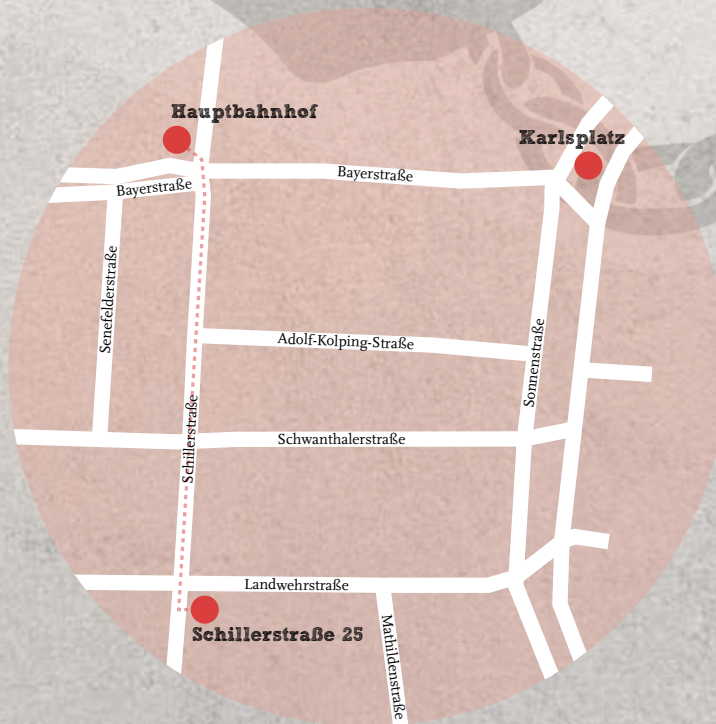 Hauptbahnhof
Karlsplatz
Bayerstraße
Bayerstraße
Senefelderstraße
Adolf-Kolping-Straße
Sonnenstraße
Schillerstraße
Schwanthalerstraße
Landwehrstraße
Schillerstraße 25
Mathildenstraße